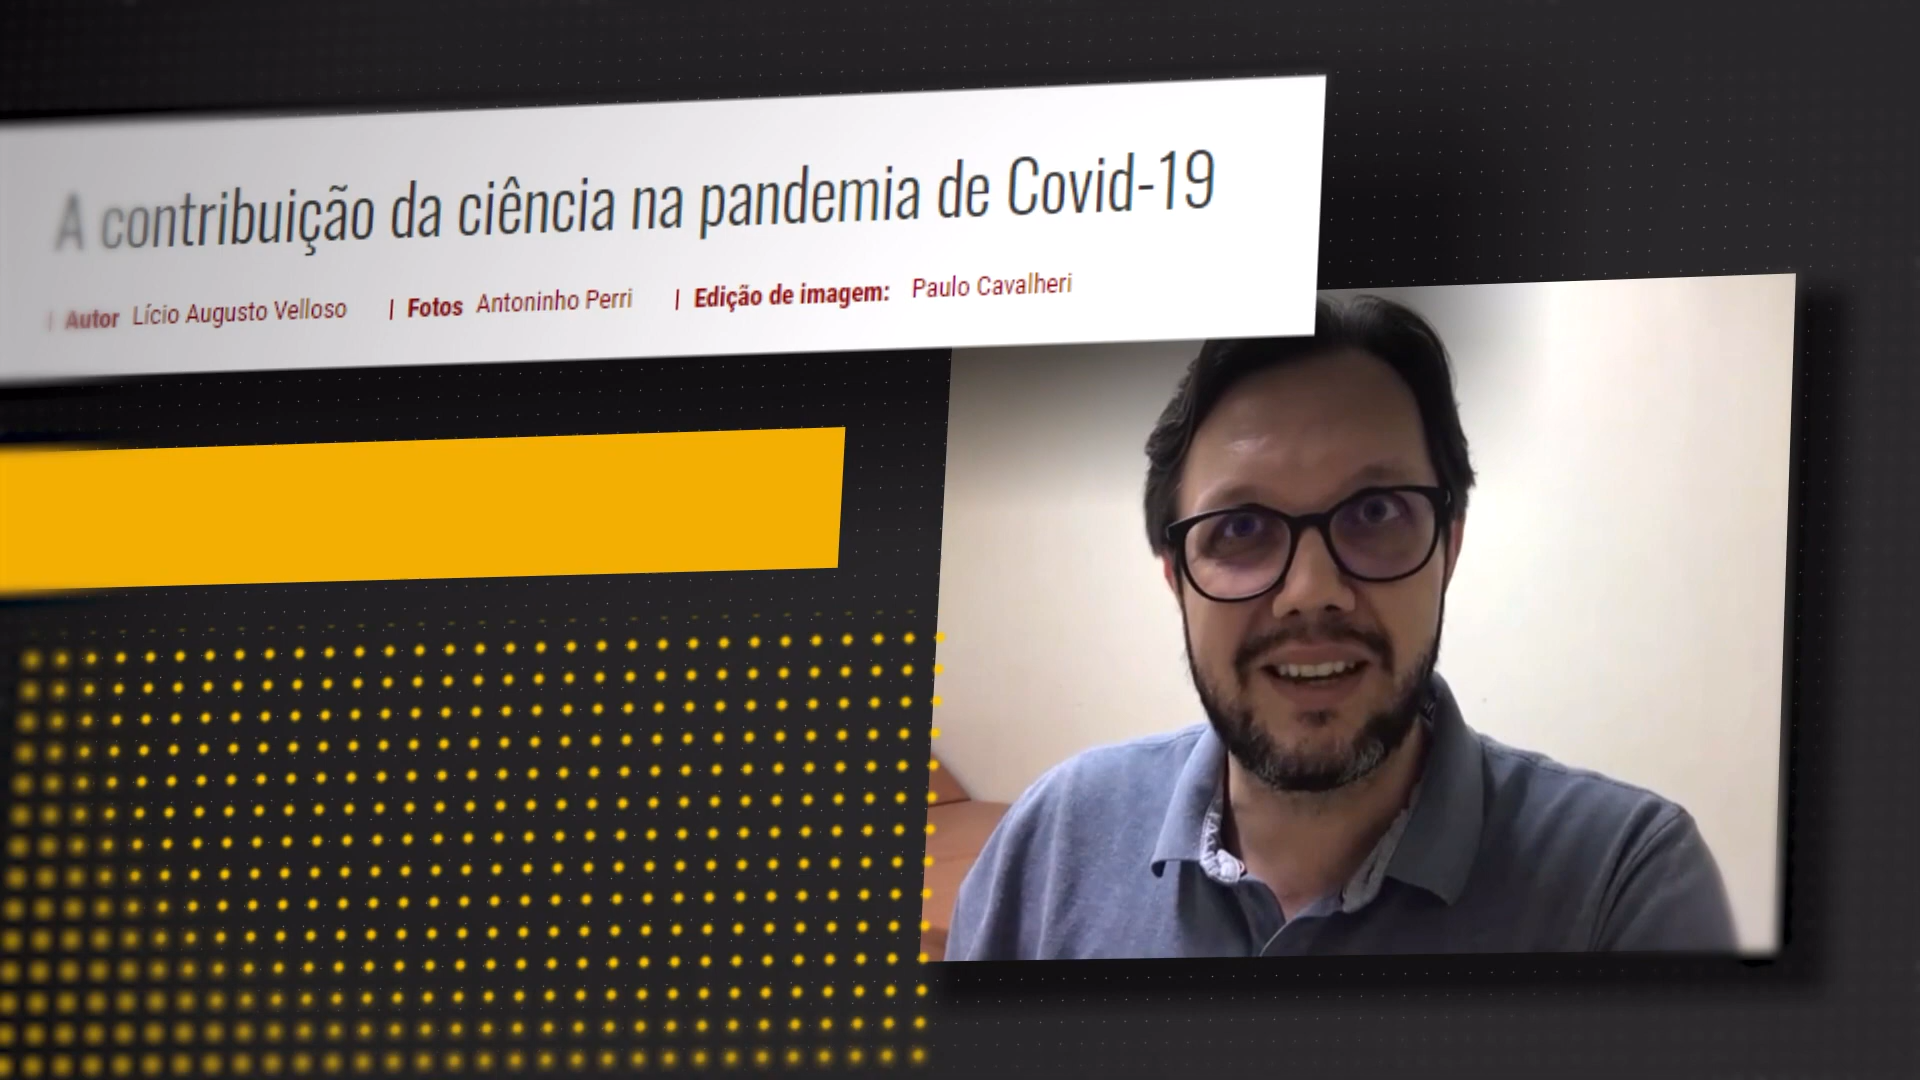 A contribuição da ciência na pandemia de Covid-19
| Autor Lício Augusto Velloso | Fotos Antoninho Perri | Edição de imagem: Paulo Cavalheri